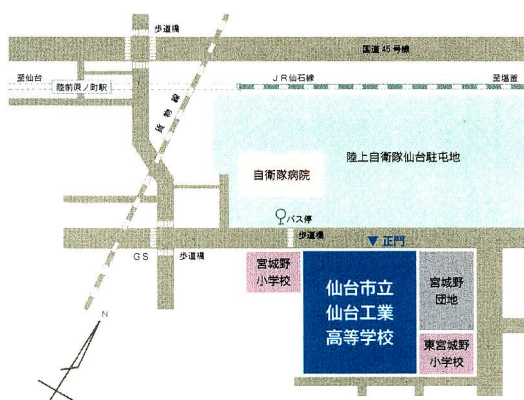 歩道橋
国道45号線
至仙台
JR仙石線
至塩釜
陸前原ノ町駅
貨物線
陸上自衛隊仙台駐屯地
自衛隊病院
バス停
歩道橋
正門
GS
歩道橋
宮城野
小学校
仙台市立
仙台工業
高等学校
宮城野
団地
東宮城野
小学校
N